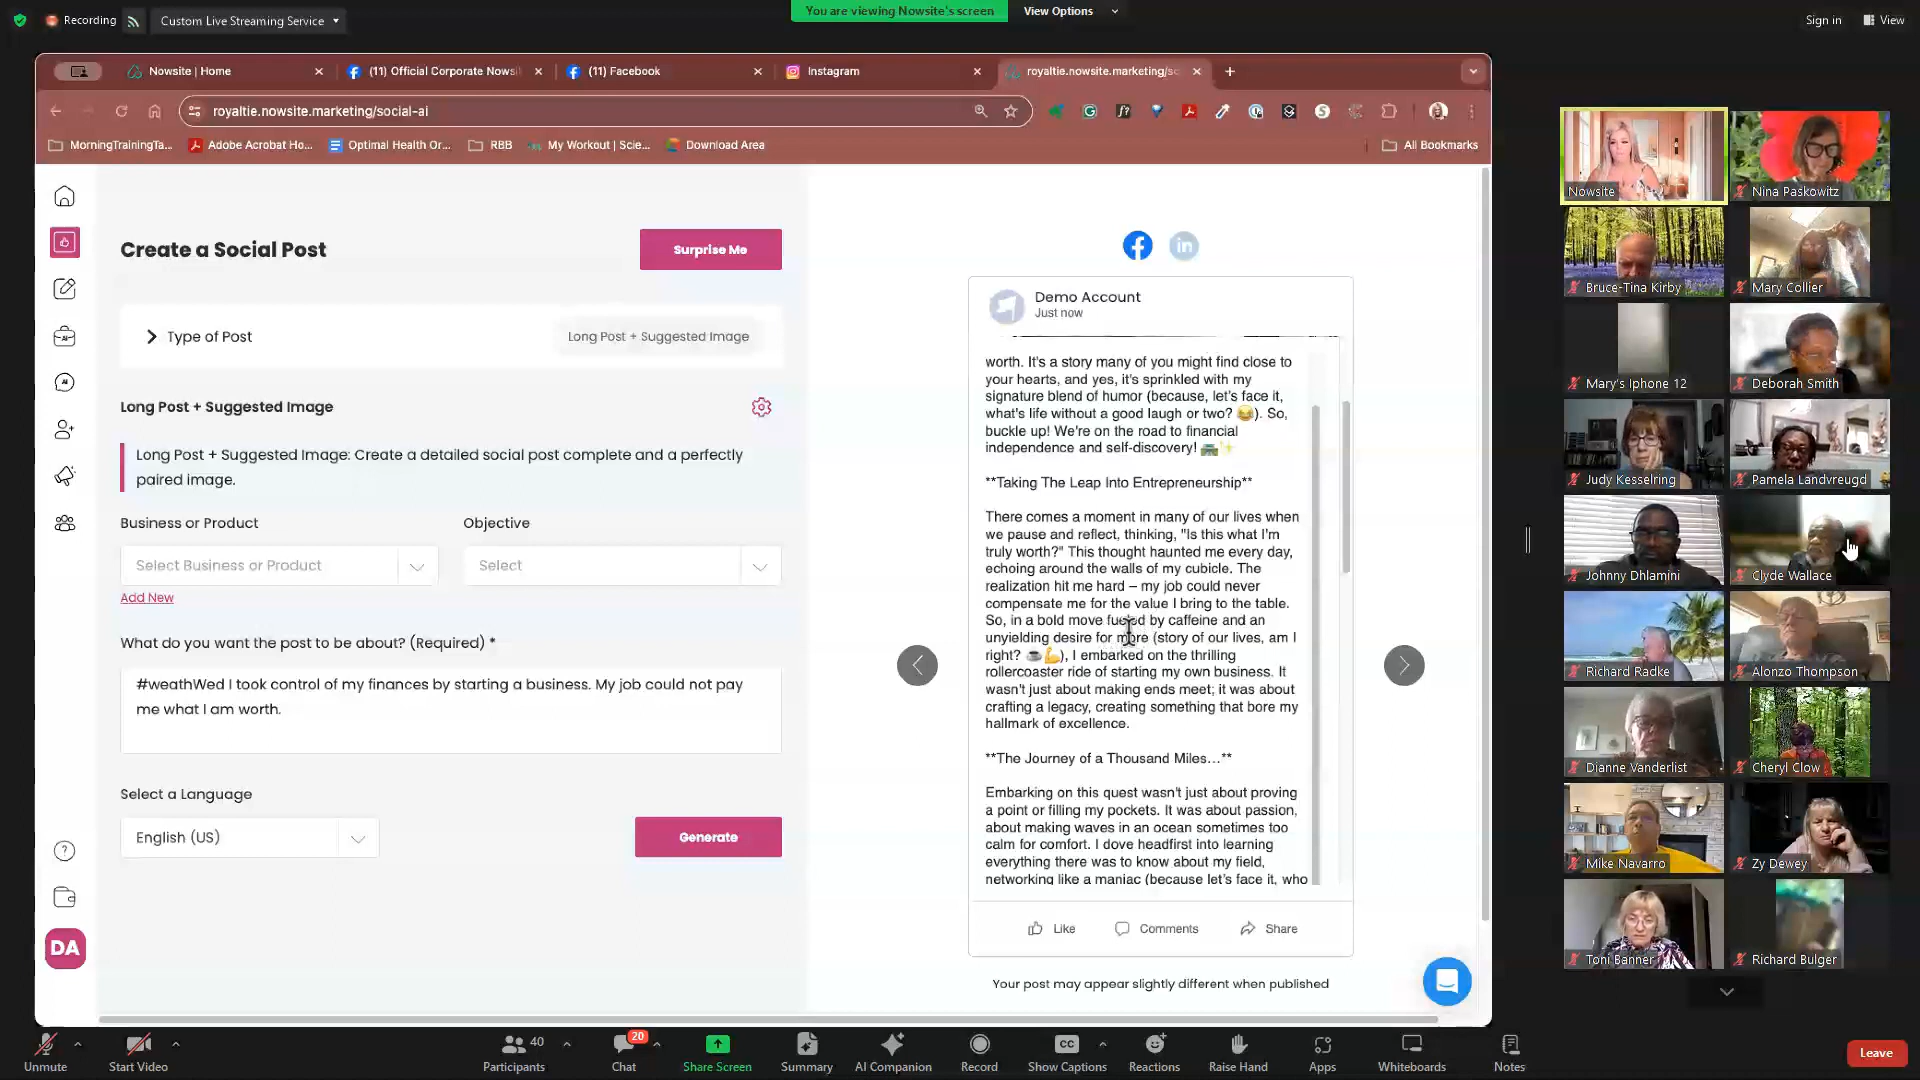 Recording
Custom Live Streaming Service
You are viewing Nowsite's screen
View Options
Sign in
View
Nowsite | Home
(11) Official Corporate Nowsit
(11) Facebook
Instagram
royaltie.nowsite.marketing/so
royaltie.nowsite.marketing/social-ai
MorningTrainingTa...
Adobe Acrobat Ho...
Optimal Health Or...
RBB
My Workout | Scie...
Download Area
All Bookmarks
Create a Social Post
Surprise Me
Type of Post
Long Post + Suggested Image
Long Post + Suggested Image
Long Post + Suggested Image: Create a detailed social post complete and a perfectly
paired image.
Business or Product
Objective
Select Business or Product
Select
Add New
What do you want the post to be about? (Required) *
#weathWed I took control of my finances by starting a business. My job could not pay
me what I am worth.
Select a Language
English (US)
Generate
DA
in
Demo Account
Just now
worth. It's a story many of you might find close to
your hearts, and yes, it's sprinkled with my
signature blend of humor (because, let's face it,
what's life without a good laugh or two? 😂). So,
buckle up! We're on the road to financial
independence and self-discovery! 🛣️✨
**Taking The Leap Into Entrepreneurship**
There comes a moment in many of our lives when
we pause and reflect, thinking, "Is this what I'm
truly worth?" This thought haunted me every day,
echoing around the walls of my cubicle. The
realization hit me hard – my job could never
compensate me for the value I bring to the table.
So, in a bold move fueled by caffeine and an
unyielding desire for more (story of our lives, am I
right? ☕💪), I embarked on the thrilling
rollercoaster ride of starting my own business. It
wasn't just about making ends meet; it was about
crafting a legacy, creating something that bore my
hallmark of excellence.
**The Journey of a Thousand Miles...**
Embarking on this quest wasn't just about proving
a point or filling my pockets. It was about passion,
about making waves in an ocean sometimes too
calm for comfort. I dove headfirst into learning
everything there was to know about my field,
networking like a maniac (because let's face it, who
Like
Comments
Share
Your post may appear slightly different when published
Nowsite
Nina Paskowitz
Bruce-Tina Kirby
Mary Collier
Mary's Iphone 12
Deborah Smith
Judy Kesselring
Pamela Landvreugd
Johnny Dhlamini
Clyde Wallace
Richard Radke
Alonzo Thompson
Dianne Vanderlist
Cheryl Clow
Mike Navarro
Zy Dewey
Toni Banner
Richard Bulger
Unmute
Start Video
Participants
40
Chat
20
Share Screen
Summary
AI Companion
Record
CC
Show Captions
Reactions
Raise Hand
Apps
Whiteboards
Notes
Leave